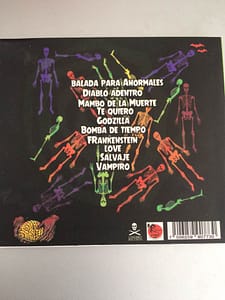 BALADA PARA ANORMALES
DIABLO ADENTRO
MAMBO DE LA MUERTE
TE QUIERO
GODZILLA
BOMBA DE TIEMPO
FRANKENSTEIN
LOVE
SALVAJE
VAMPIRO